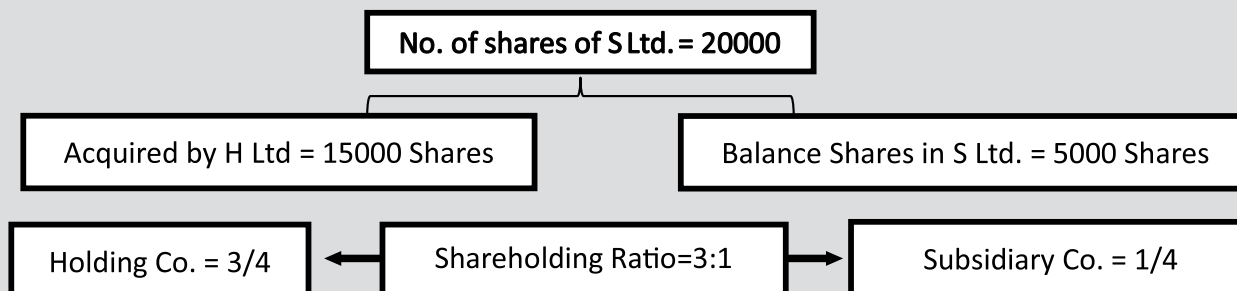 No. of shares of S Ltd. = 20000
Acquired by H Ltd = 15000 Shares
Balance Shares in S Ltd. = 5000 Shares
Holding Co. = 3/4
Shareholding Ratio=3:1
Subsidiary Co. = 1/4